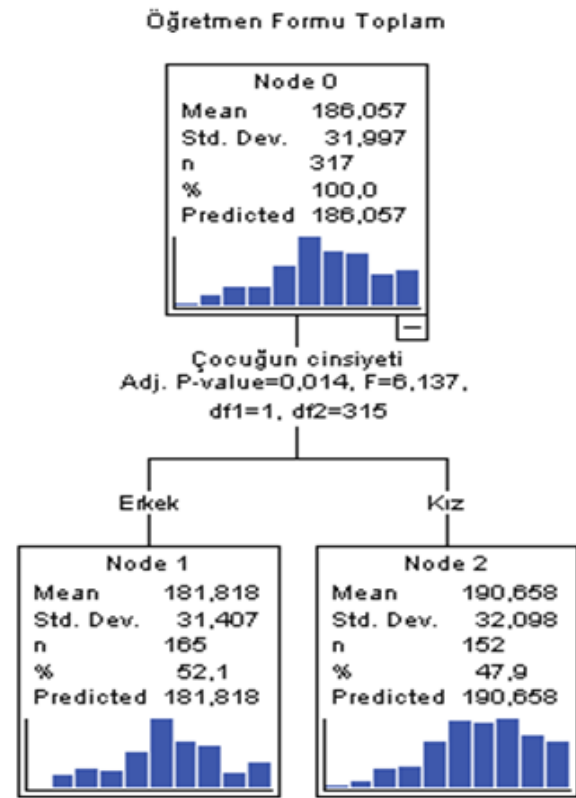 Öğretmen Formu Toplam
Node 0
Mean 186,057
Std. Dev. 31,997
n 317
% 100,0
Predicted 186,057
Çocuğun cinsiyeti
Adj. P-value=0,014, F=6,137,
df1=1, df2=315
Erkek Kız
Node 1
Mean 181,818
Std. Dev. 31,407
n 165
% 52,1
Predicted 181,818
Node 2
Mean 190,658
Std. Dev. 32,098
n 152
% 47,9
Predicted 190,658